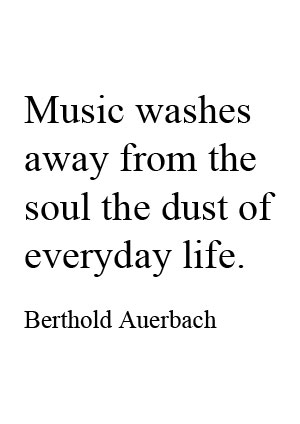 Music washes
away from the
soul the dust of
everyday life.
Berthold Auerbach